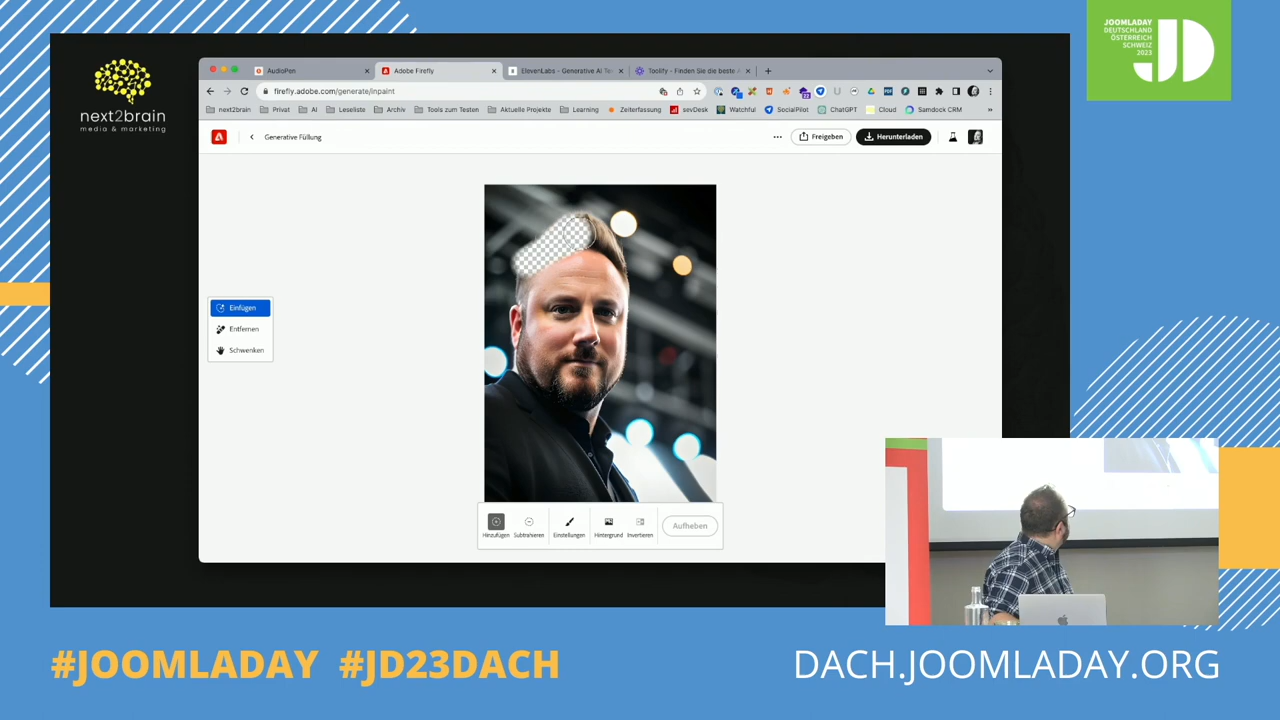 next2brain
media & marketing
JOOMLADAY
DEUTSCHLAND
ÖSTERREICH
SCHWEIZ
2023
JD
AudioPen
Adobe Firefly
ElevenLabs - Generative AI Te
Toolify - Finden Sie die beste
firefly.adobe.com/generate/inpaint
next2brain
Privat
AI
Leseliste
Archiv
Tools zum Testen
Aktuelle Projekte
Learning
Zeiterfassung
sevDesk
Watchful
SocialPilot
ChatGPT
Cloud
Samdock CRM
Generative Füllung
Freigeben
Herunterladen
Einfügen
Entfernen
Schwenken
Hinzufügen
Subtrahieren
Einstellungen
Hintergrund
Invertieren
Aufheben
#JOOMLADAY #JD23DACH
DACH.JOOMLADAY.ORG